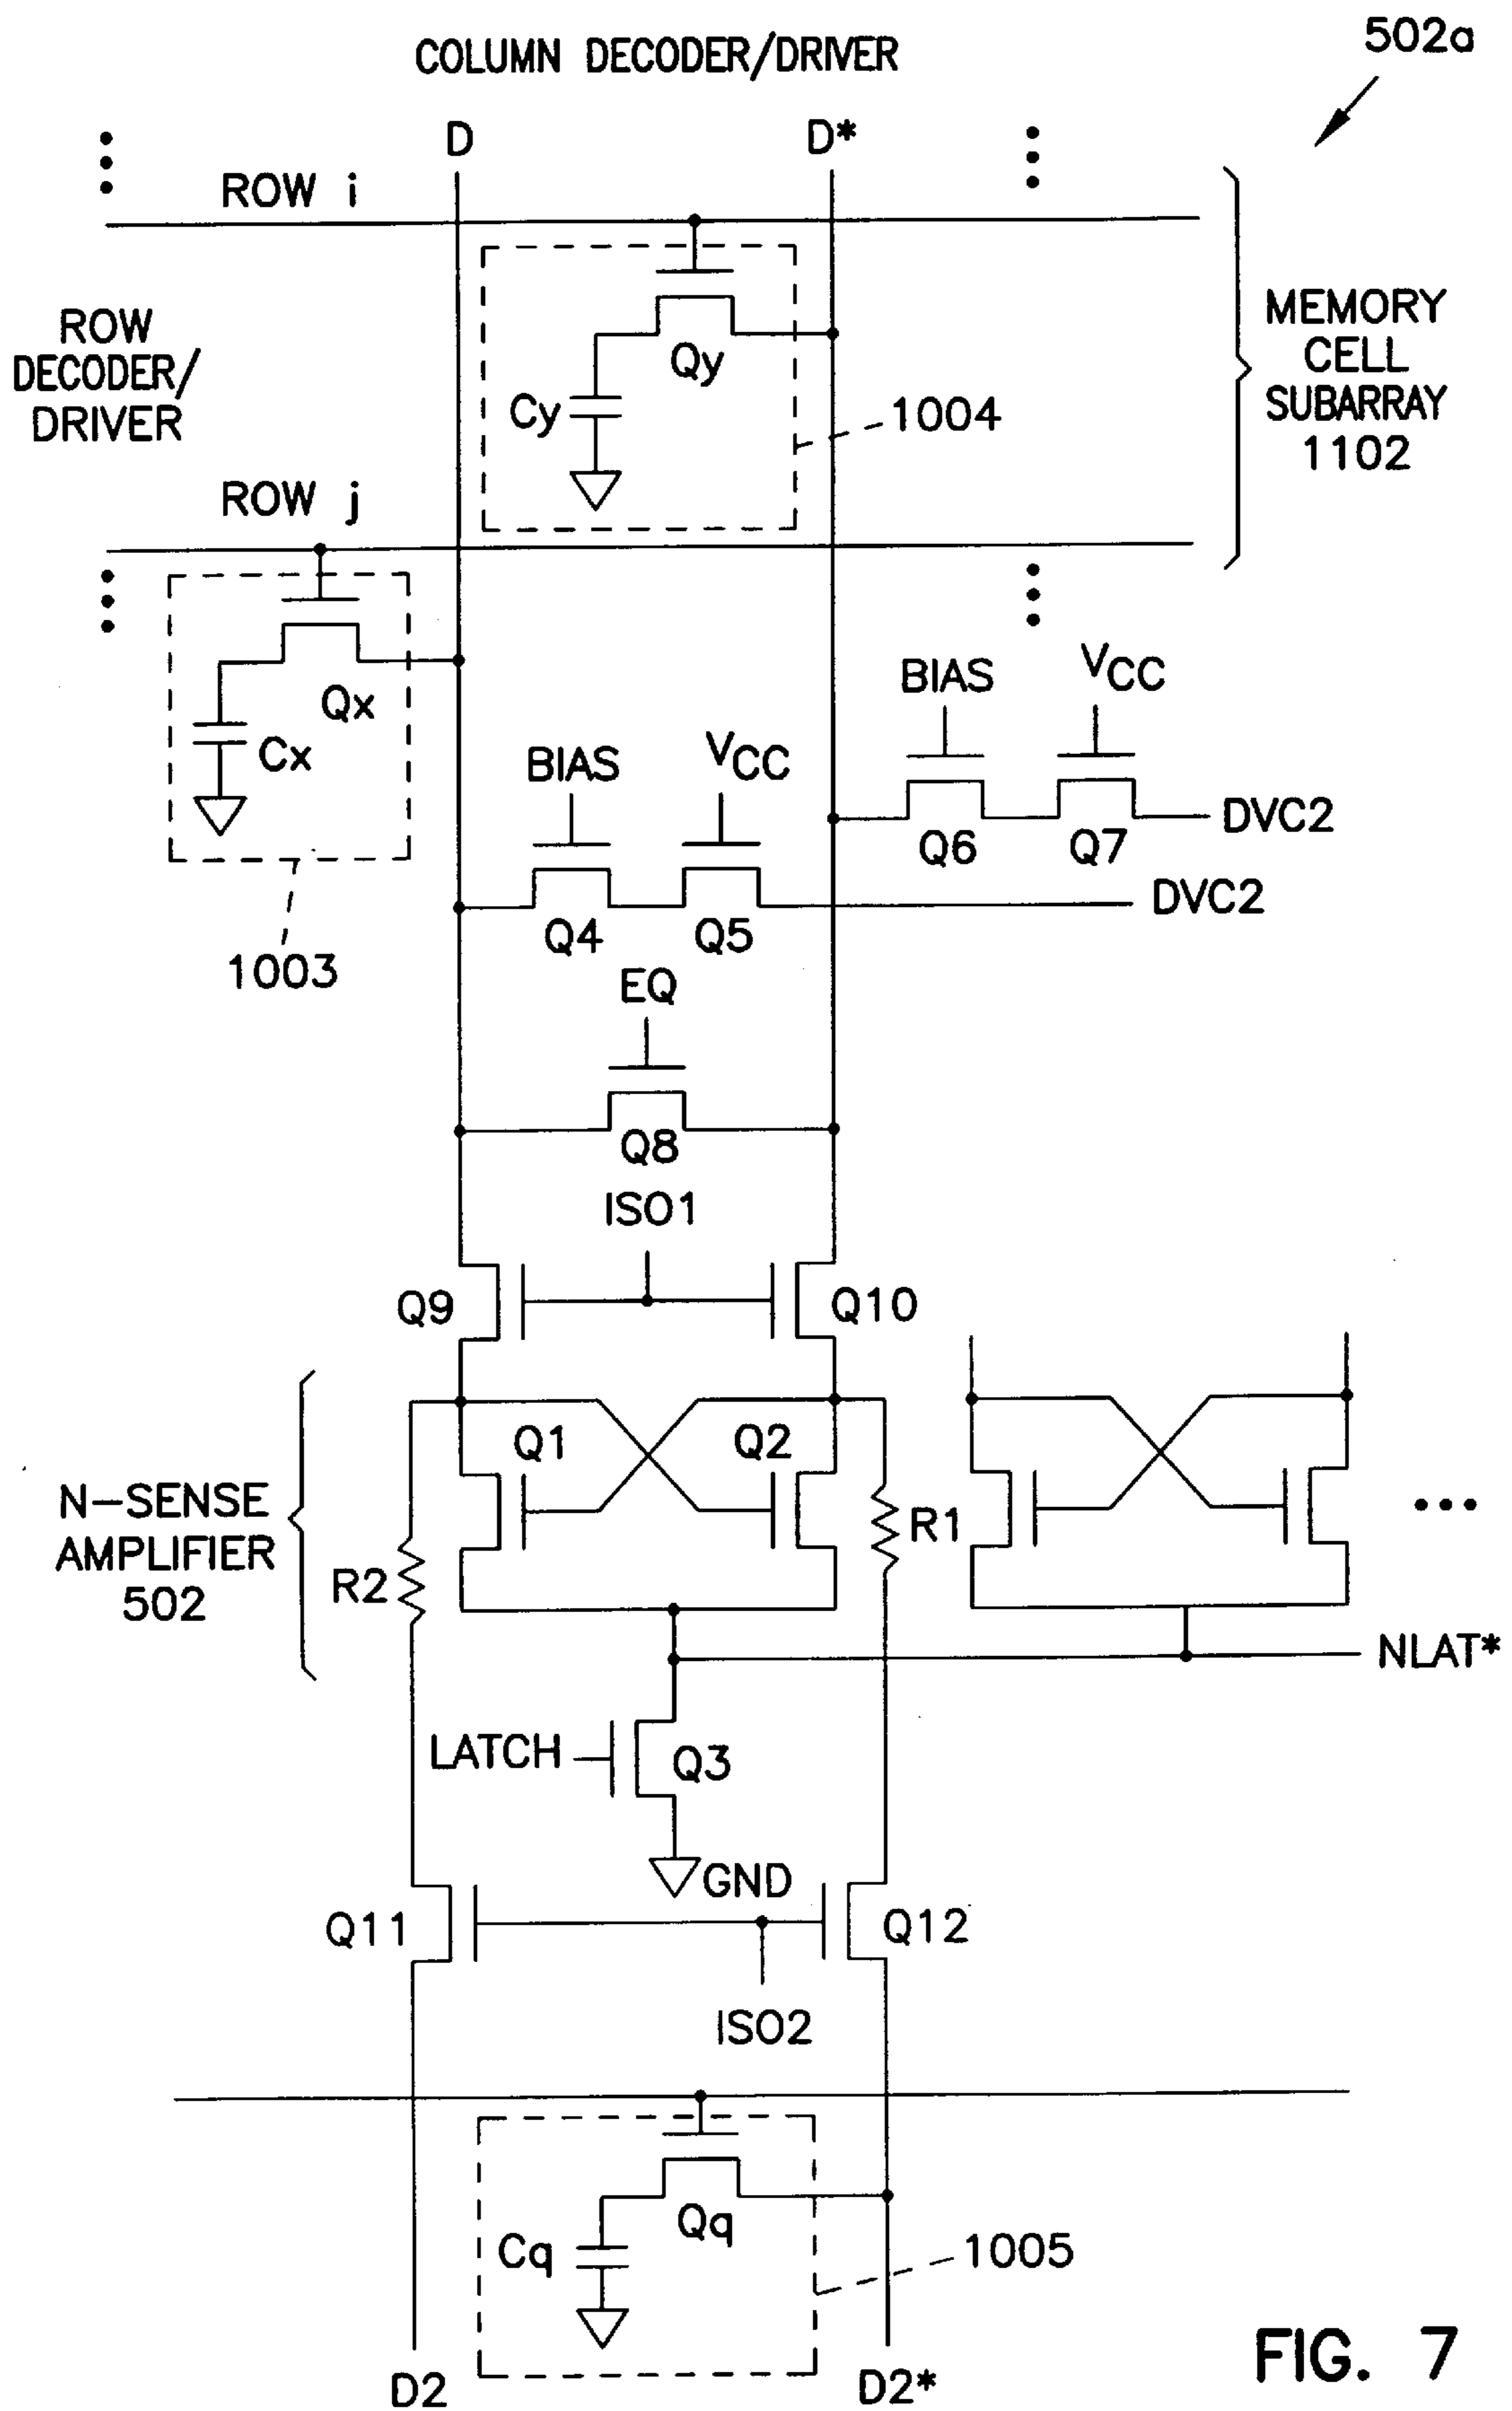 502a
COLUMN DECODER/DRIVER
D
D*
ROW i
ROW
DECODER/
DRIVER
Qy
Cy
1004
MEMORY
CELL
SUBARRAY
1102
ROW j
Qx
Cx
1003
BIAS
VCC
Q6
Q7
DVC2
BIAS
VCC
Q4
Q5
DVC2
EQ
Q8
ISO1
Q9
Q10
N-SENSE
AMPLIFIER
502
Q1
Q2
R1
R2
NLAT*
LATCH
Q3
GND
Q11
Q12
ISO2
Qq
Cq
1005
D2
D2*
FIG. 7